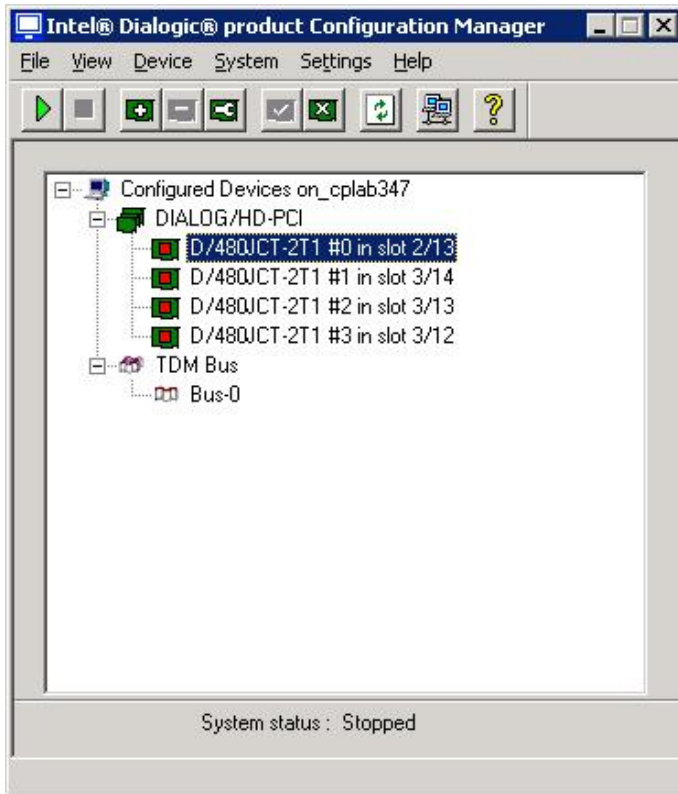 Intel® Dialogic® product Configuration Manager
File View Device System Settings Help
Configured Devices on_cplab347
DIALOG/HD-PCI
D/480JCT-2T1 #0 in slot 2/13
D/480JCT-2T1 #1 in slot 3/14
D/480JCT-2T1 #2 in slot 3/13
D/480JCT-2T1 #3 in slot 3/12
TDM Bus
Bus-0
System status : Stopped